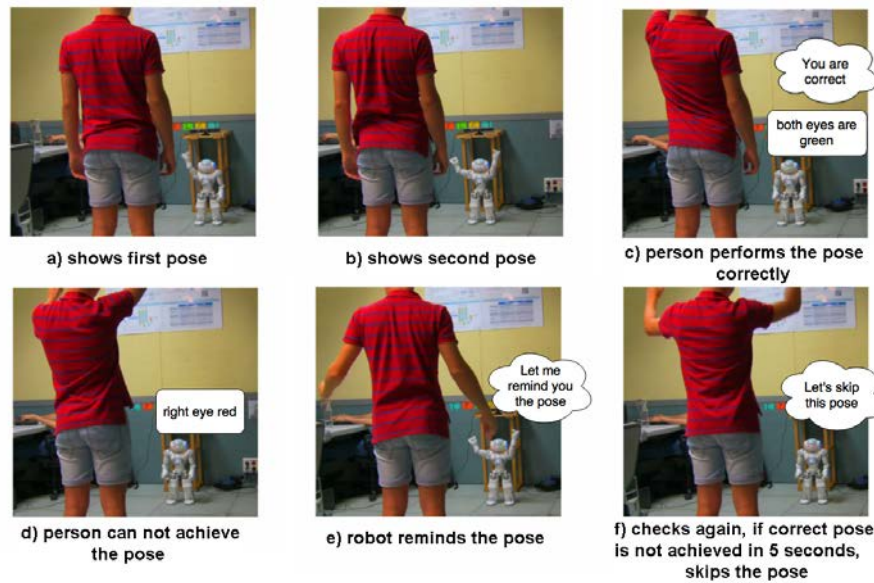 You are
correct
both eyes are
green
a) shows first pose
b) shows second pose
c) person performs the pose
correctly
right eye red
Let me
remind you
the pose
Let's skip
this pose
d) person can not achieve
the pose
e) robot reminds the pose
f) checks again, if correct pose
is not achieved in 5 seconds,
skips the pose